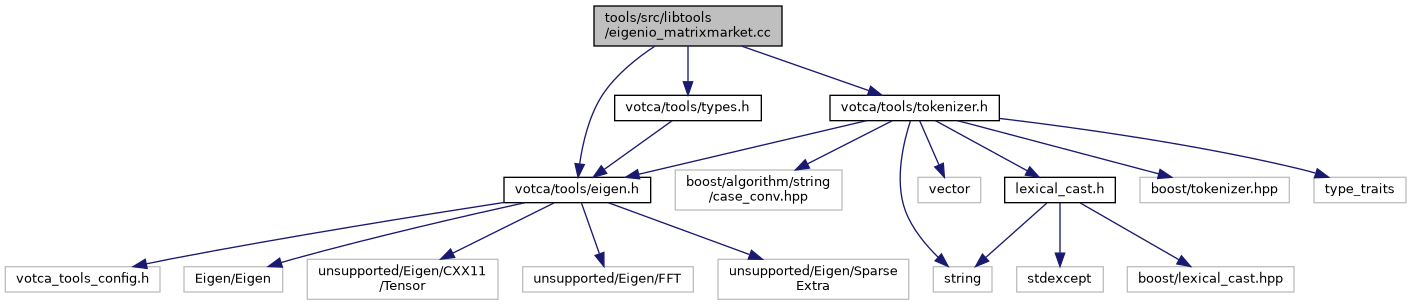 tools/src/libtools
/eigenio_matrixmarket.cc
votca/tools/types.h
votca/tools/tokenizer.h
votca/tools/eigen.h
boost/algorithm/string
/case_conv.hpp
vector
lexical_cast.h
boost/tokenizer.hpp
type_traits
votca_tools_config.h
Eigen/Eigen
unsupported/Eigen/CXX11
/Tensor
unsupported/Eigen/FFT
unsupported/Eigen/Sparse
Extra
string
stdexcept
boost/lexical_cast.hpp